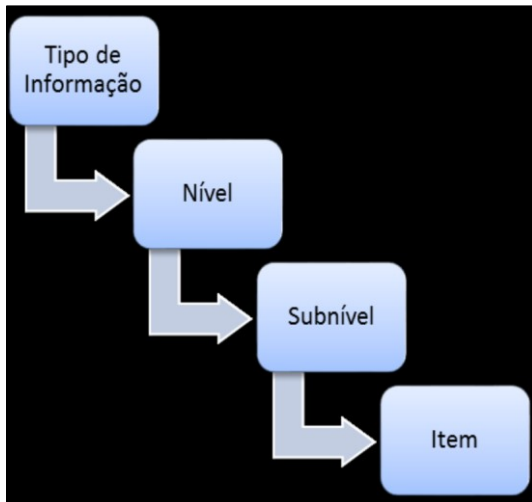 Tipo de
Informação
Nível
Subnível
Item